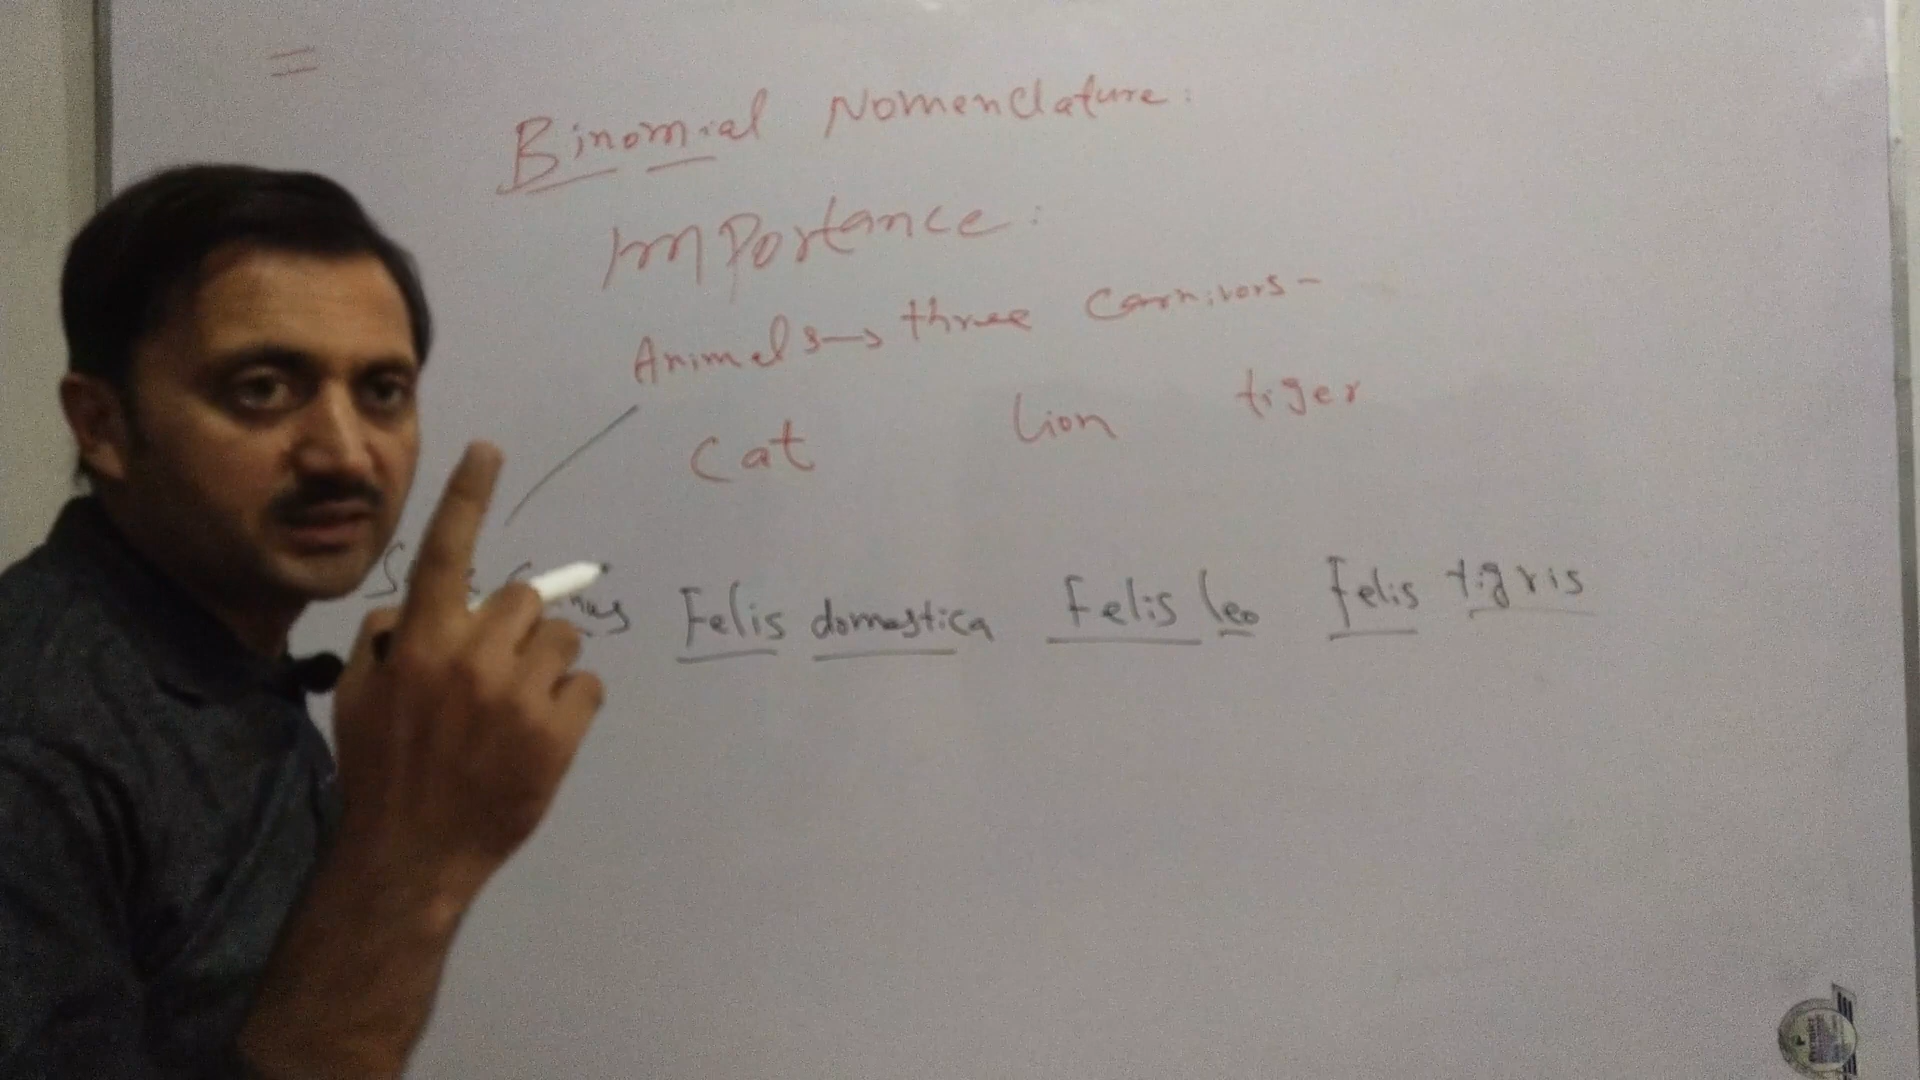 Binomial Nomenclature:
Importance:
Animals → three Carnivors -
Cat lion tiger
Felis domestica Felis leo Felis tigris